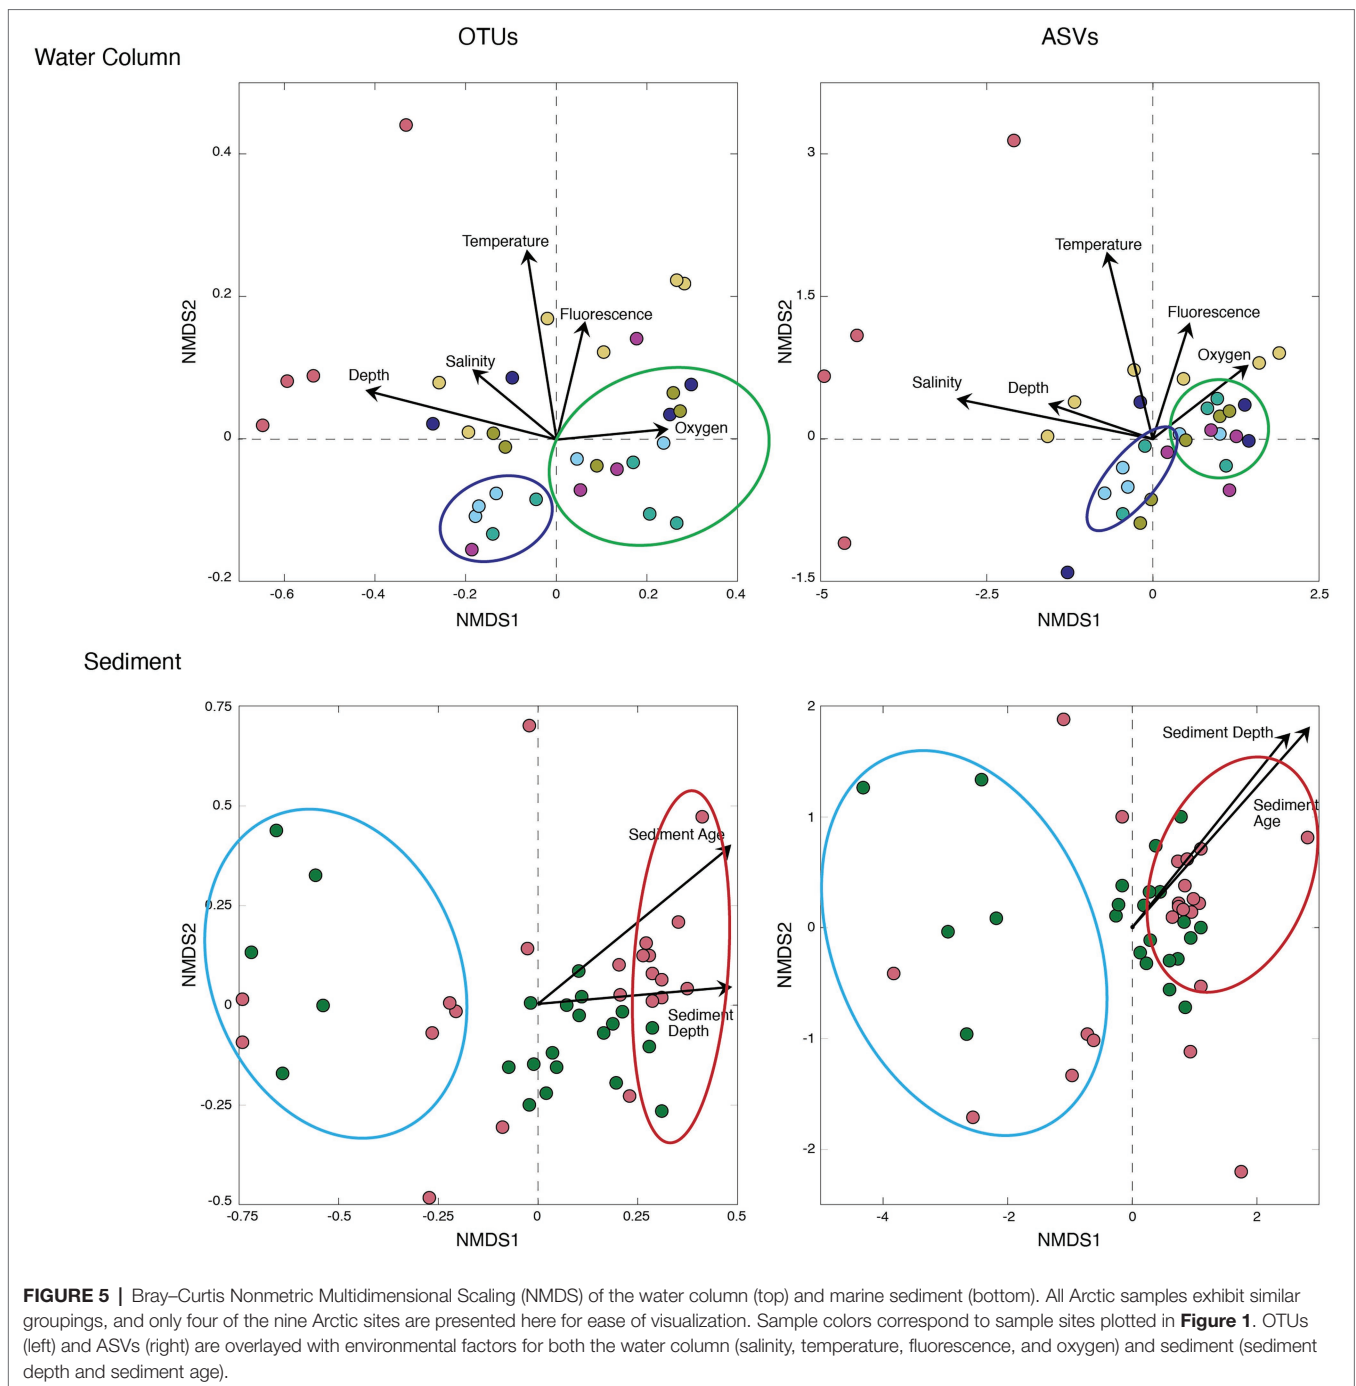 OTUs
ASVs
Water Column
0.4
0.2
0
-0.2
-0.6
-0.4
-0.2
0
0.2
0.4
NMDS1
NMDS2
Temperature
Fluorescence
Salinity
Depth
Oxygen
3
1.5
0
-1.5
-5
-2.5
0
2.5
NMDS1
NMDS2
Temperature
Fluorescence
Oxygen
Salinity
Depth
Sediment
0.75
0.5
0.25
0
-0.25
-0.5
-0.75
-0.5
-0.25
0
0.25
0.5
NMDS1
NMDS2
Sediment Age
Sediment
Depth
2
1
0
-1
-2
-4
-2
0
2
NMDS1
NMDS2
Sediment Depth
Sediment
Age
FIGURE 5 | Bray–Curtis Nonmetric Multidimensional Scaling (NMDS) of the water column (top) and marine sediment (bottom). All Arctic samples exhibit similar
groupings, and only four of the nine Arctic sites are presented here for ease of visualization. Sample colors correspond to sample sites plotted in Figure 1. OTUs
(left) and ASVs (right) are overlayed with environmental factors for both the water column (salinity, temperature, fluorescence, and oxygen) and sediment (sediment
depth and sediment age).